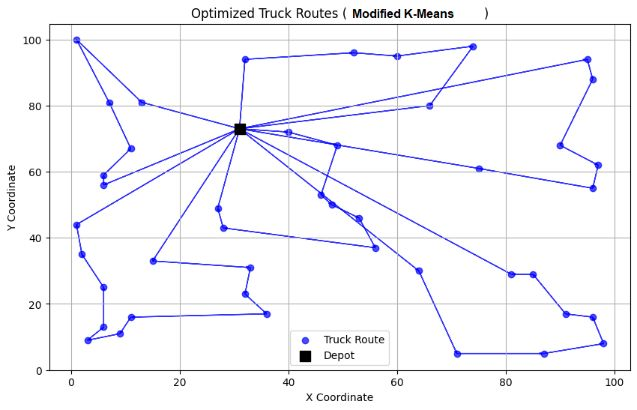 Optimized Truck Routes ( Modified K-Means )
100
80
60
40
20
0
Y Coordinate
Truck Route
Depot
0 20 40 60 80 100
X Coordinate